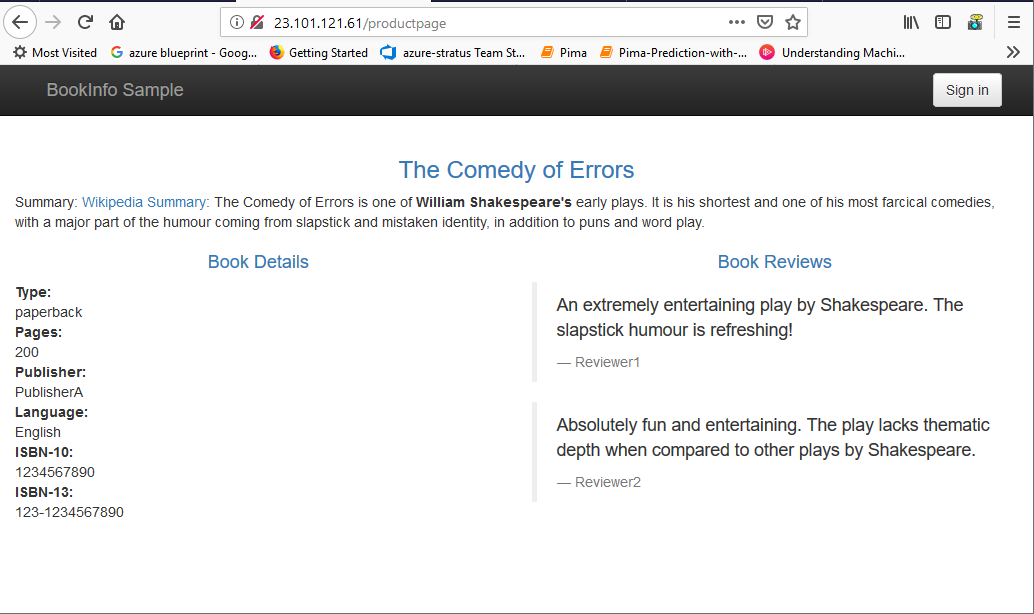 23.101.121.61/productpage
Most Visited azure blueprint - Goog... Getting Started azure-stratus Team St... Pima Pima-Prediction-with-... Understanding Machi...
BookInfo Sample Sign in
The Comedy of Errors
Summary: Wikipedia Summary: The Comedy of Errors is one of William Shakespeare's early plays. It is his shortest and one of his most farcical comedies,
with a major part of the humour coming from slapstick and mistaken identity, in addition to puns and word play.
Book Details
Type:
paperback
Pages:
200
Publisher:
PublisherA
Language:
English
ISBN-10:
1234567890
ISBN-13:
123-1234567890
Book Reviews
An extremely entertaining play by Shakespeare. The
slapstick humour is refreshing!
— Reviewer1
Absolutely fun and entertaining. The play lacks thematic
depth when compared to other plays by Shakespeare.
— Reviewer2